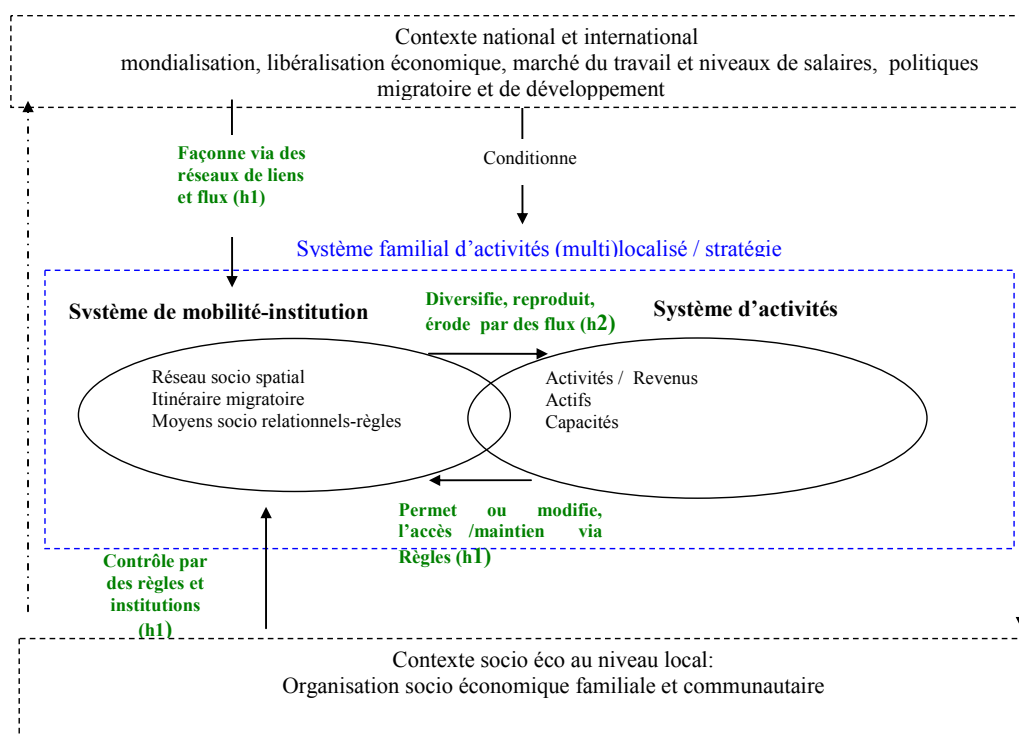 Contexte national et international
mondialisation, libéralisation économique, marché du travail et niveaux de salaires, politiques
migratoire et de développement
Façonne via des
réseaux de liens
et flux (h1)
Conditionne
Système familial d’activités (multi)localisé / stratégie
Système de mobilité-institution
Diversifie, reproduit,
érode par des flux (h2)
Système d’activités
Réseau socio spatial
Itinéraire migratoire
Moyens socio relationnels-règles
Activités / Revenus
Actifs
Capacités
Permet ou modifie,
l’accès /maintien via
Règles (h1)
Contrôle par
des règles et
institutions
(h1)
Contexte socio éco au niveau local:
Organisation socio économique familiale et communautaire